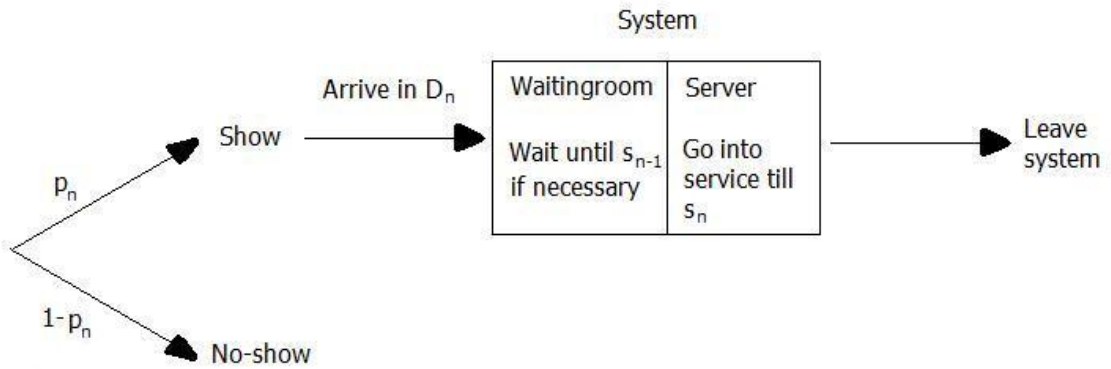 System
Arrive in Dn
Waitingroom
Server
Show
Wait until sn-1
if necessary
Go into
service till
sn
Leave
system
pn
1-pn
No-show